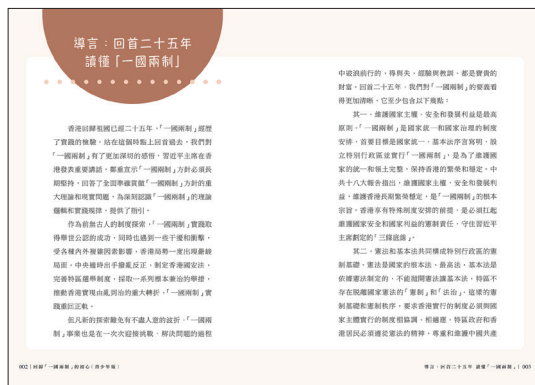 導言：回首二十五年
讀懂「一國兩制」
香港回歸祖國已經二十五年，「一國兩制」經歷
了實踐的檢驗。站在這個時點上回首過去，我們對
「一國兩制」有了更加深切的感悟。習近平主席在香
港發表重要講話，鄭重宣示「一國兩制」方針必須長
期堅持，回答了全面準確貫徹「一國兩制」方針的重
大理論和現實問題，為深刻認識「一國兩制」的理論
邏輯和實踐規律，提供了指引。
作為前無古人的制度探索，「一國兩制」實踐取
得舉世公認的成功，同時也遇到一些干擾和衝擊。
受各種內外複雜因素影響，香港局勢一度出現嚴峻
局面。中央適時出手撥亂反正，制定香港國安法、
完善特區選舉制度，採取一系列標本兼治的舉措，
推動香港實現由亂到治的重大轉折，「一國兩制」實
踐重回正軌。
但凡新的探索難免有不盡人意的波折，「一國兩
制」事業也是在一次次迎接挑戰、解決問題的過程
002 | 回歸「一國兩制」的初心（青少年版）
中破浪前行的。得與失、經驗與教訓，都是寶貴的
財富。回首二十五年，我們對「一國兩制」的要義看
得更加清晰，它至少包含以下幾點：
其一，維護國家主權、安全和發展利益是最高
原則。「一國兩制」是國家統一和國家治理的制度
安排，首要目標是國家統一。基本法序言寫明，設
立特別行政區並實行「一國兩制」，是為了維護國
家的統一和領土完整，保持香港的繁榮和穩定。中
共十八大報告指出，維護國家主權、安全和發展利
益，維護香港長期繁榮穩定，是「一國兩制」的根本
宗旨。香港享有特殊制度安排的前提，是必須扛起
維護國家安全和國家利益的憲制責任，守住習近平
主席劃定的「三條底線」。
其二，憲法和基本法共同構成特別行政區的憲
制基礎。憲法是國家的根本法、最高法，基本法是
依據憲法制定的，不能拋開憲法講基本法。特區不
存在脫離國家憲法的「憲制」和「法治」。這樣的憲
制基礎和憲制秩序，要求香港實行的制度必須與國
家主體實行的制度相協調、相適應。特區政府和香
港居民必須遵從憲法的精神，尊重和維護中國共產
導言：回首二十五年 讀懂「一國兩制」 | 003